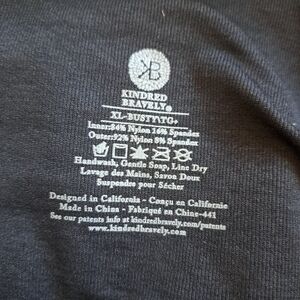 KB
KINDRED
BRAVELY®
XL-BUSTY\TG+
Inner:84% Nylon 16% Spandex
Outer:92% Nylon 8% Spandex
Handwash, Gentle Soap, Line Dry
Lavage des Mains, Savon Doux
Suspendre pour Sécher
Designed in California - Conçu en Californie
Made in China - Fabriqué en Chine-441
See our patents info at kindredbravely.com/patents
www.kindredbravely.com